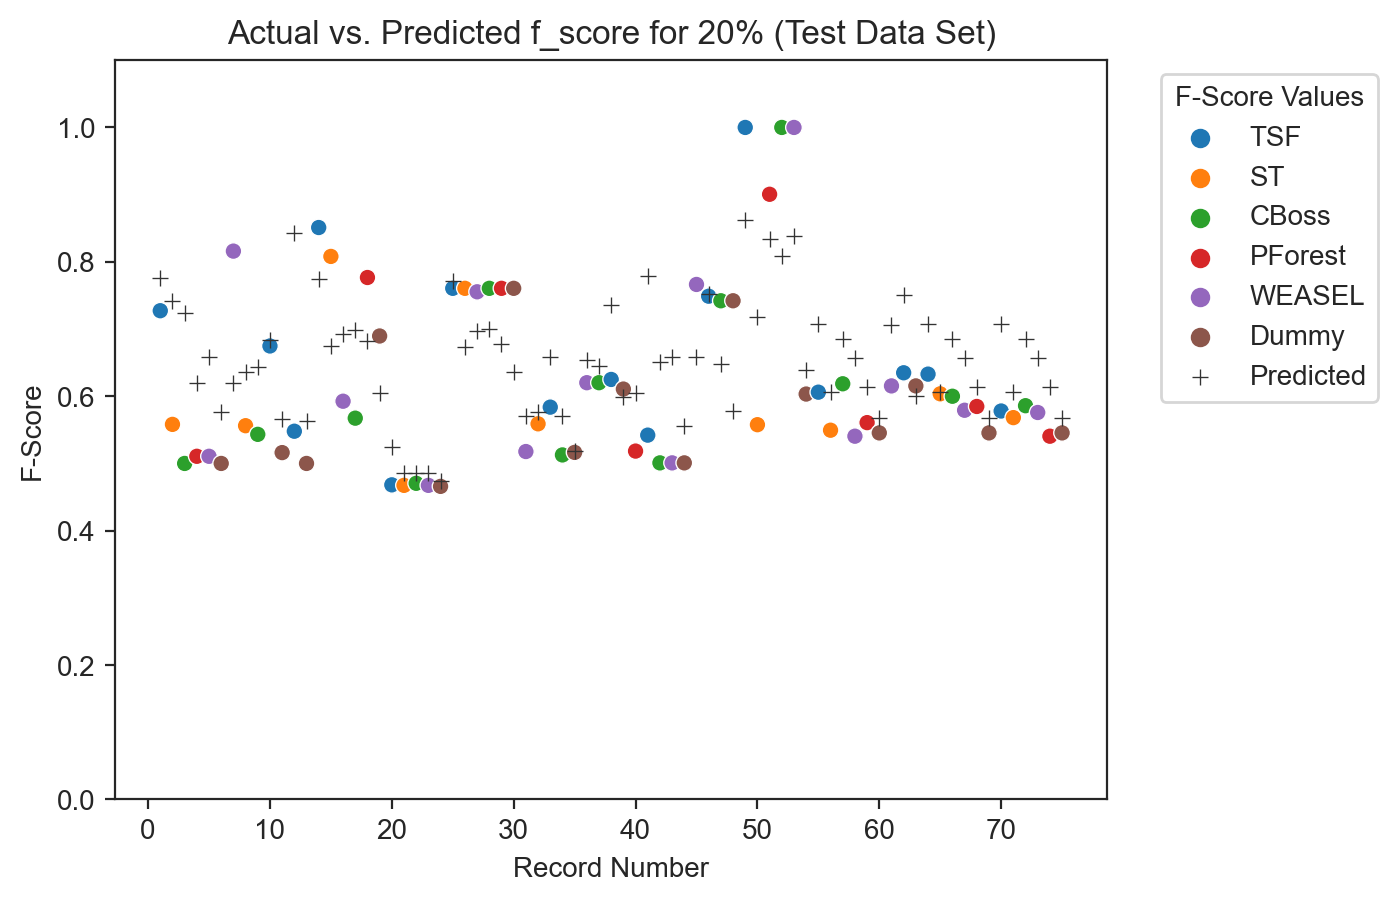 Actual vs. Predicted f_score for 20% (Test Data Set)
F-Score Values
TSF
ST
CBoss
PForest
WEASEL
Dummy
Predicted
F-Score
1.0
0.8
0.6
0.4
0.2
0.0
0 10 20 30 40 50 60 70
Record Number